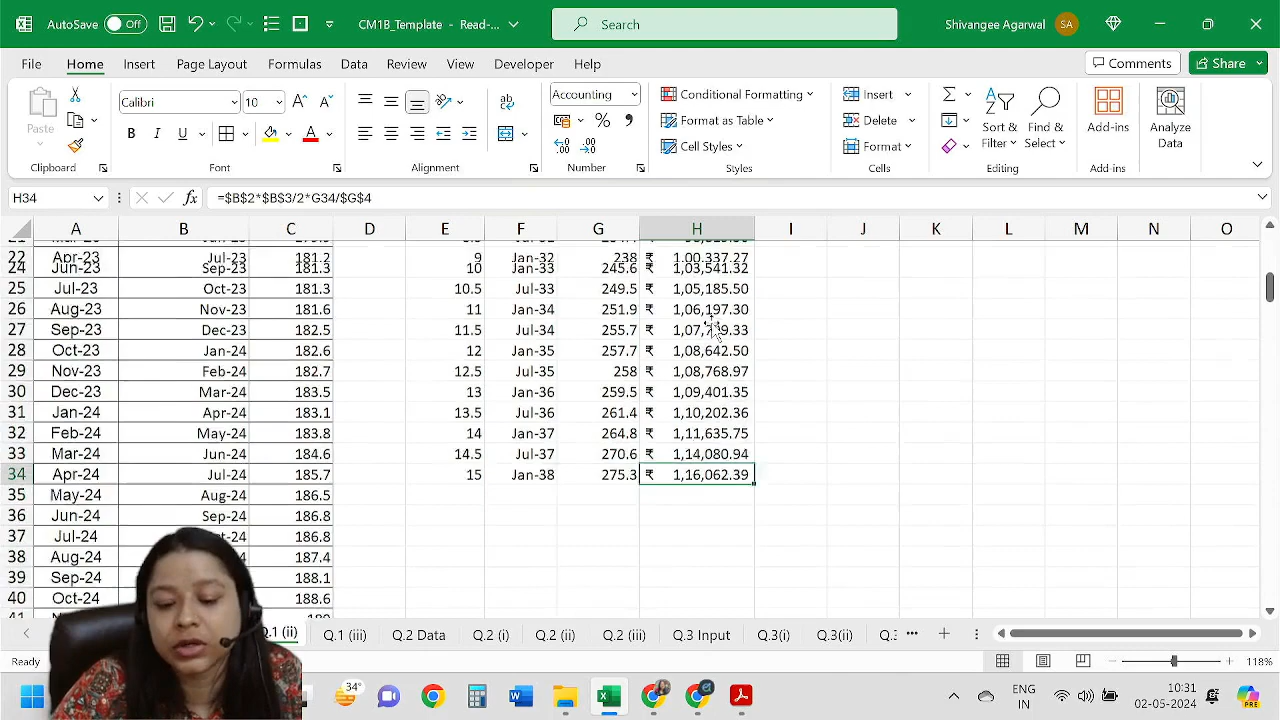 AutoSave Off CM1B_Template - Read-... Search Shivangee Agarwal SA
File Home Insert Page Layout Formulas Data Review View Developer Help Comments Share
Paste Calibri 10 Accounting Conditional Formatting Insert Format as Table Delete Cell Styles Format Sort & Filter Find & Select Add-ins Analyze Data
Clipboard Font Alignment Number Styles Cells Editing Add-ins
H34 fx =$B$2*$B$3/2*G34/$G$4
A B C D E F G H I J K L M N O
22 Apr-23 Jul-23 181.2 9 Jan-32 238 ₹ 1,00,337.27
24 Jun-23 Sep-23 181.3 10 Jan-33 245.6 ₹ 1,03,541.32
25 Jul-23 Oct-23 181.3 10.5 Jul-33 249.5 ₹ 1,05,185.50
26 Aug-23 Nov-23 181.6 11 Jan-34 251.9 ₹ 1,06,197.30
27 Sep-23 Dec-23 182.5 11.5 Jul-34 255.7 ₹
28 Oct-23 Jan-24 182.6 12 Jan-35 257.7 ₹ 1,08,642.50
29 Nov-23 Feb-24 182.7 12.5 Jul-35 258 ₹ 1,08,768.97
30 Dec-23 Mar-24 183.5 13 Jan-36 259.5 ₹ 1,09,401.35
31 Jan-24 Apr-24 183.1 13.5 Jul-36 261.4 ₹ 1,10,202.36
32 Feb-24 May-24 183.8 14 Jan-37 264.8 ₹ 1,11,635.75
33 Mar-24 Jun-24 184.6 14.5 Jul-37 270.6 ₹ 1,14,080.94
34 Apr-24 Jul-24 185.7 15 Jan-38 275.3 ₹ 1,16,062.39
35 May-24 Aug-24 186.5
36 Jun-24 Sep-24 186.8
37 Jul-24 186.8
38 Aug-24 187.4
39 Sep-24 188.1
40 Oct-24 188.6
Q.1 (iii) Q.2 Data Q.2 (i) Q.2 (ii) Q.2 (iii) Q.3 Input Q.3(i) Q.3(ii)
Ready 118%
34° ENG IN 10:31 02-05-2024 PRE